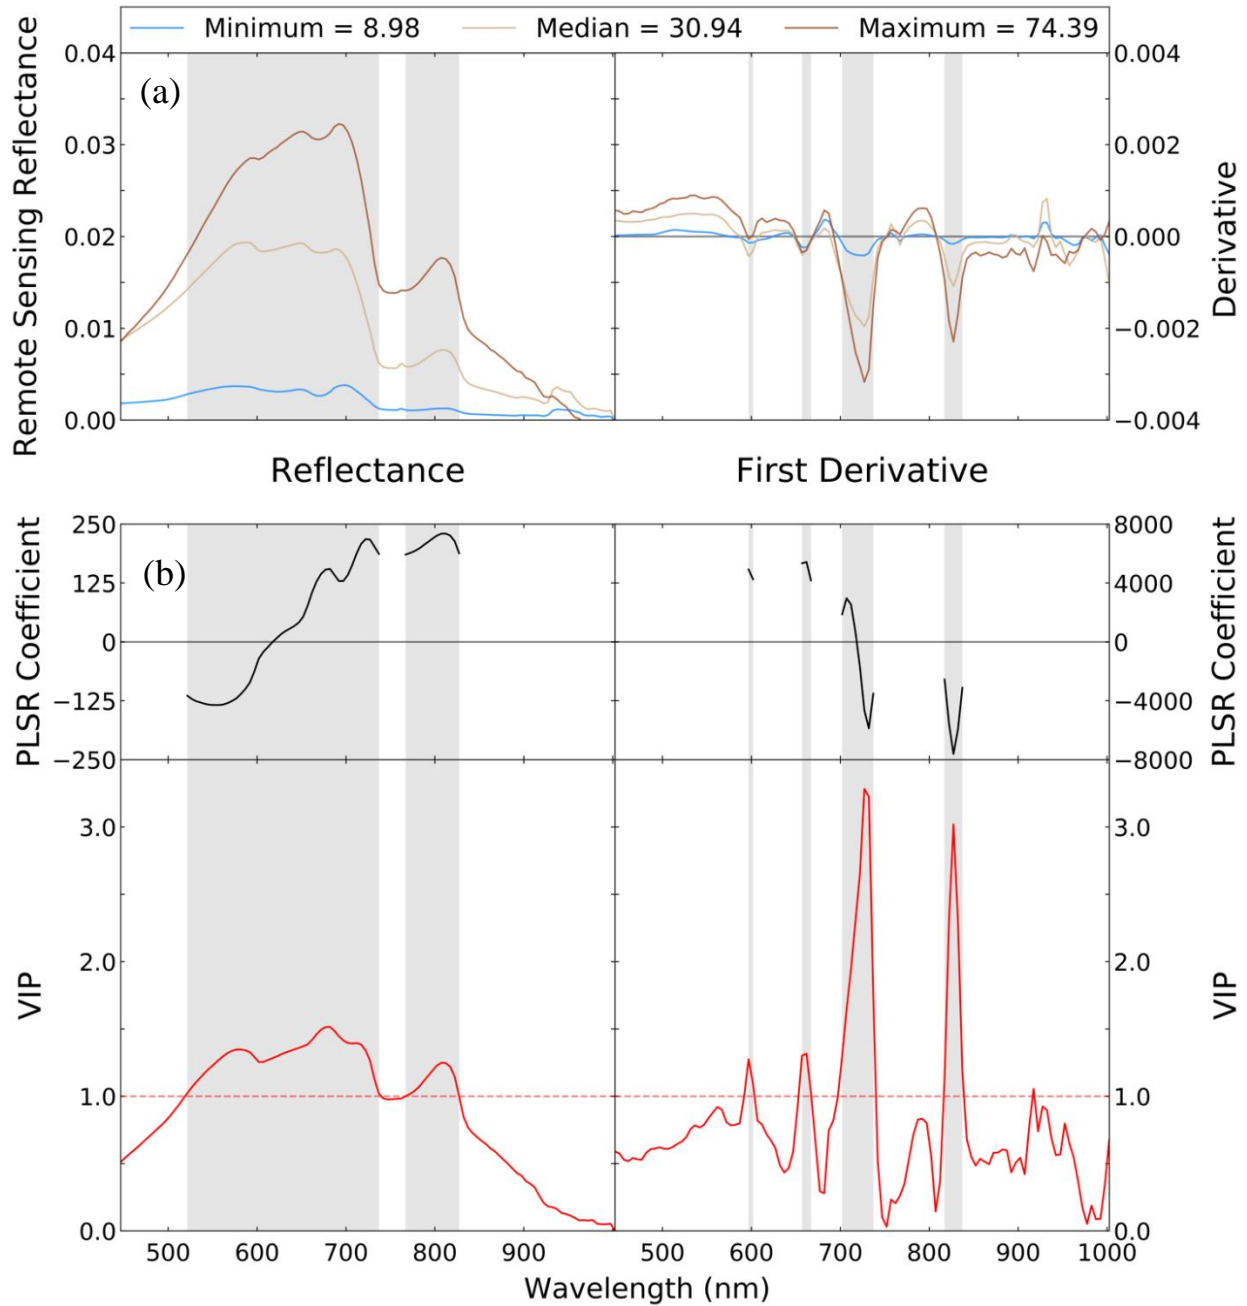 Minimum = 8.98 Median = 30.94 Maximum = 74.39
Remote Sensing Reflectance
0.04
0.03
0.02
0.01
0.00
(a)
0.004
0.002
0.000
−0.002
−0.004
Derivative
Reflectance
First Derivative
PLSR Coefficient
250
125
0
−125
−250
(b)
8000
4000
0
−4000
−8000
PLSR Coefficient
VIP
3.0
2.0
1.0
0.0
3.0
2.0
1.0
0.0
VIP
500 600 700 800 900 500 600 700 800 900 1000
Wavelength (nm)